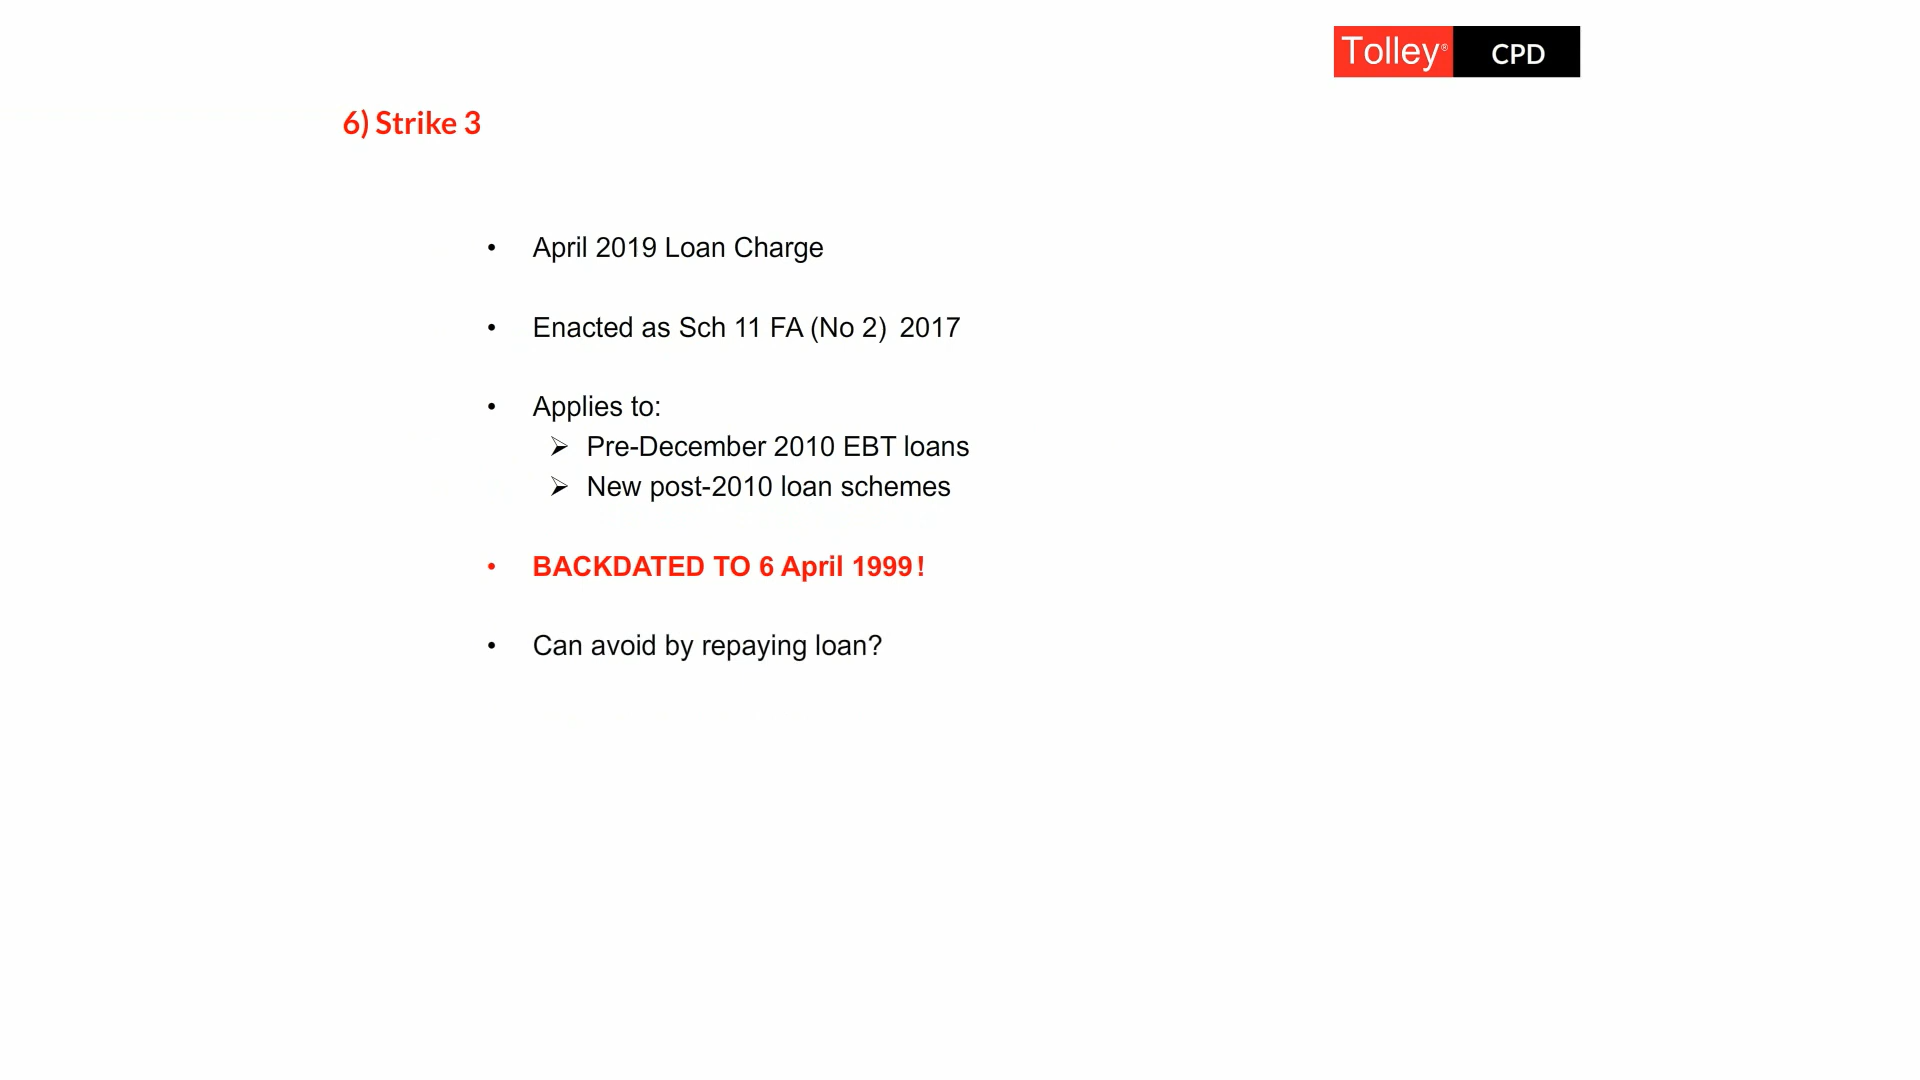 Tolley® CPD
6) Strike 3
• April 2019 Loan Charge
• Enacted as Sch 11 FA (No 2) 2017
• Applies to:
➢ Pre-December 2010 EBT loans
➢ New post-2010 loan schemes
• BACKDATED TO 6 April 1999!
• Can avoid by repaying loan?